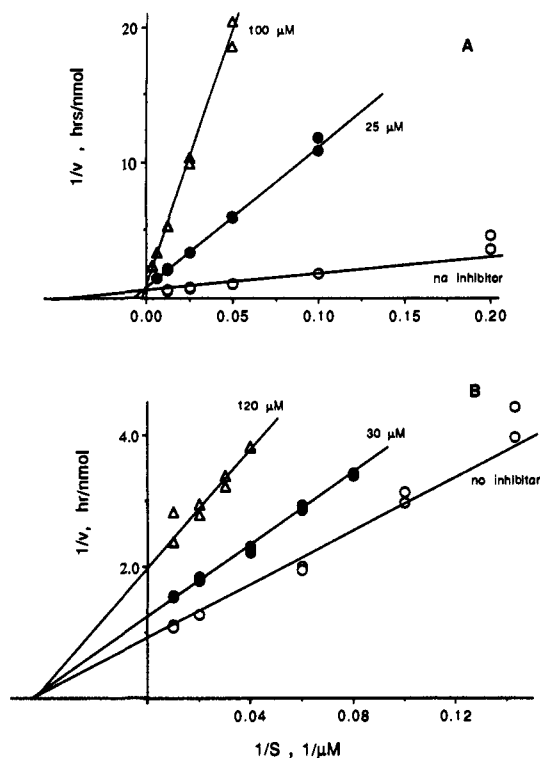 20
100 μM
A
1/v , hrs/nmol
25 μM
10
no inhibitor
0
0.00
0.05
0.10
0.15
0.20
B
120 μM
4.0
30 μM
no inhibitor
1/v, hr/nmol
2.0
0.04
0.08
0.12
1/S , 1/μM